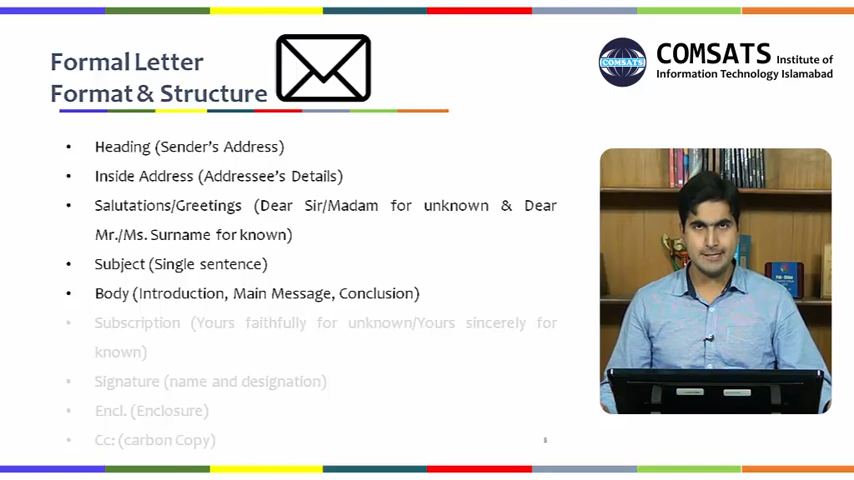 Formal Letter
Format & Structure
COMSATS
COMSATS Institute of
Information Technology Islamabad
• Heading (Sender's Address)
• Inside Address (Addressee's Details)
• Salutations/Greetings (Dear Sir/Madam for unknown & Dear
Mr./Ms. Surname for known)
• Subject (Single sentence)
• Body (Introduction, Main Message, Conclusion)
• Subscription (Yours faithfully for unknown/Yours sincerely for
known)
• Signature (name and designation)
• Encl. (Enclosure)
• Cc: (carbon Copy)